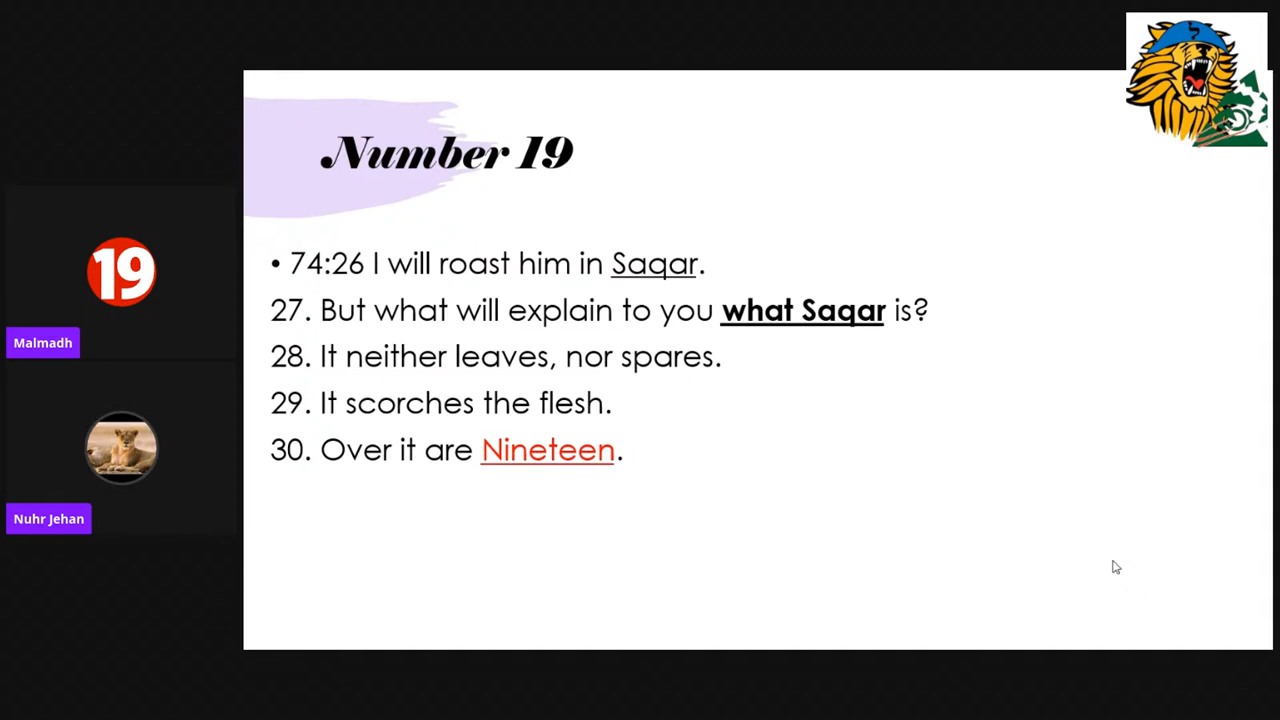 Number 19
• 74:26 I will roast him in Saqar.
27. But what will explain to you what Saqar is?
28. It neither leaves, nor spares.
29. It scorches the flesh.
30. Over it are Nineteen.
19
Malmadh
Nuhr Jehan